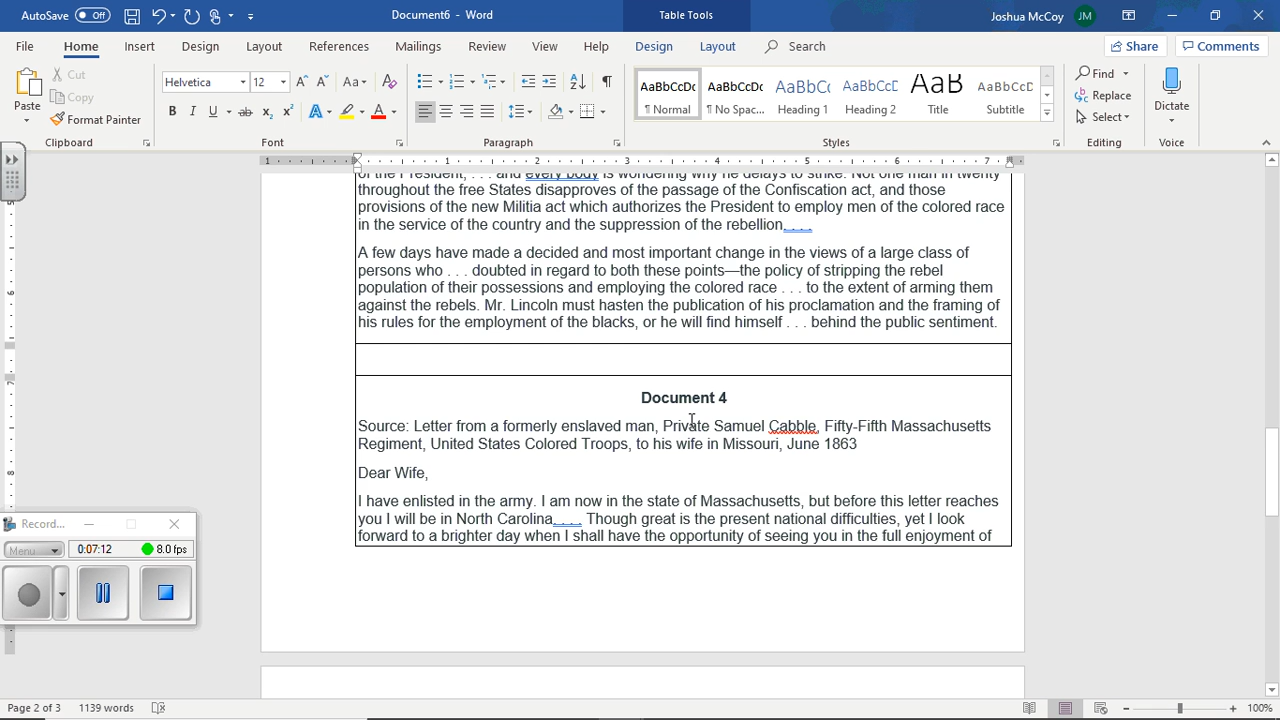 AutoSave Off Document6 - Word Table Tools Joshua McCoy JM
File Home Insert Design Layout References Mailings Review View Help Design Layout Search Share Comments
Paste Cut Copy Format Painter
Helvetica 12
AaBbCcDc AaBbCcDc AaBbCc AaBbCcC AaB AaBbCcD
¶ Normal ¶ No Spac... Heading 1 Heading 2 Title Subtitle
Find Replace Select
Dictate
Clipboard Font Paragraph Styles Editing Voice
1 1 2 3 4 5 6 7
of the President, . . . and every body is wondering why he delays to strike. Not one man in twenty
throughout the free States disapproves of the passage of the Confiscation act, and those
provisions of the new Militia act which authorizes the President to employ men of the colored race
in the service of the country and the suppression of the rebellion. . . .
A few days have made a decided and most important change in the views of a large class of
persons who . . . doubted in regard to both these points—the policy of stripping the rebel
population of their possessions and employing the colored race . . . to the extent of arming them
against the rebels. Mr. Lincoln must hasten the publication of his proclamation and the framing of
his rules for the employment of the blacks, or he will find himself . . . behind the public sentiment.
Document 4
Source: Letter from a formerly enslaved man, Private Samuel Cabble, Fifty-Fifth Massachusetts
Regiment, United States Colored Troops, to his wife in Missouri, June 1863
Dear Wife,
I have enlisted in the army. I am now in the state of Massachusetts, but before this letter reaches
you I will be in North Carolina. . . . Though great is the present national difficulties, yet I look
forward to a brighter day when I shall have the opportunity of seeing you in the full enjoyment of
Record...
Menu 0:07:12 8.0 fps
Page 2 of 3 1139 words 100%